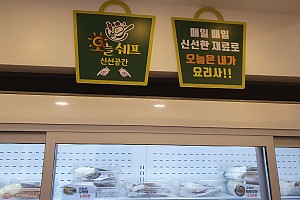 오늘쉐프
신선공간
매일 매일
신선한 재료로
오늘은 내가
요리사!!